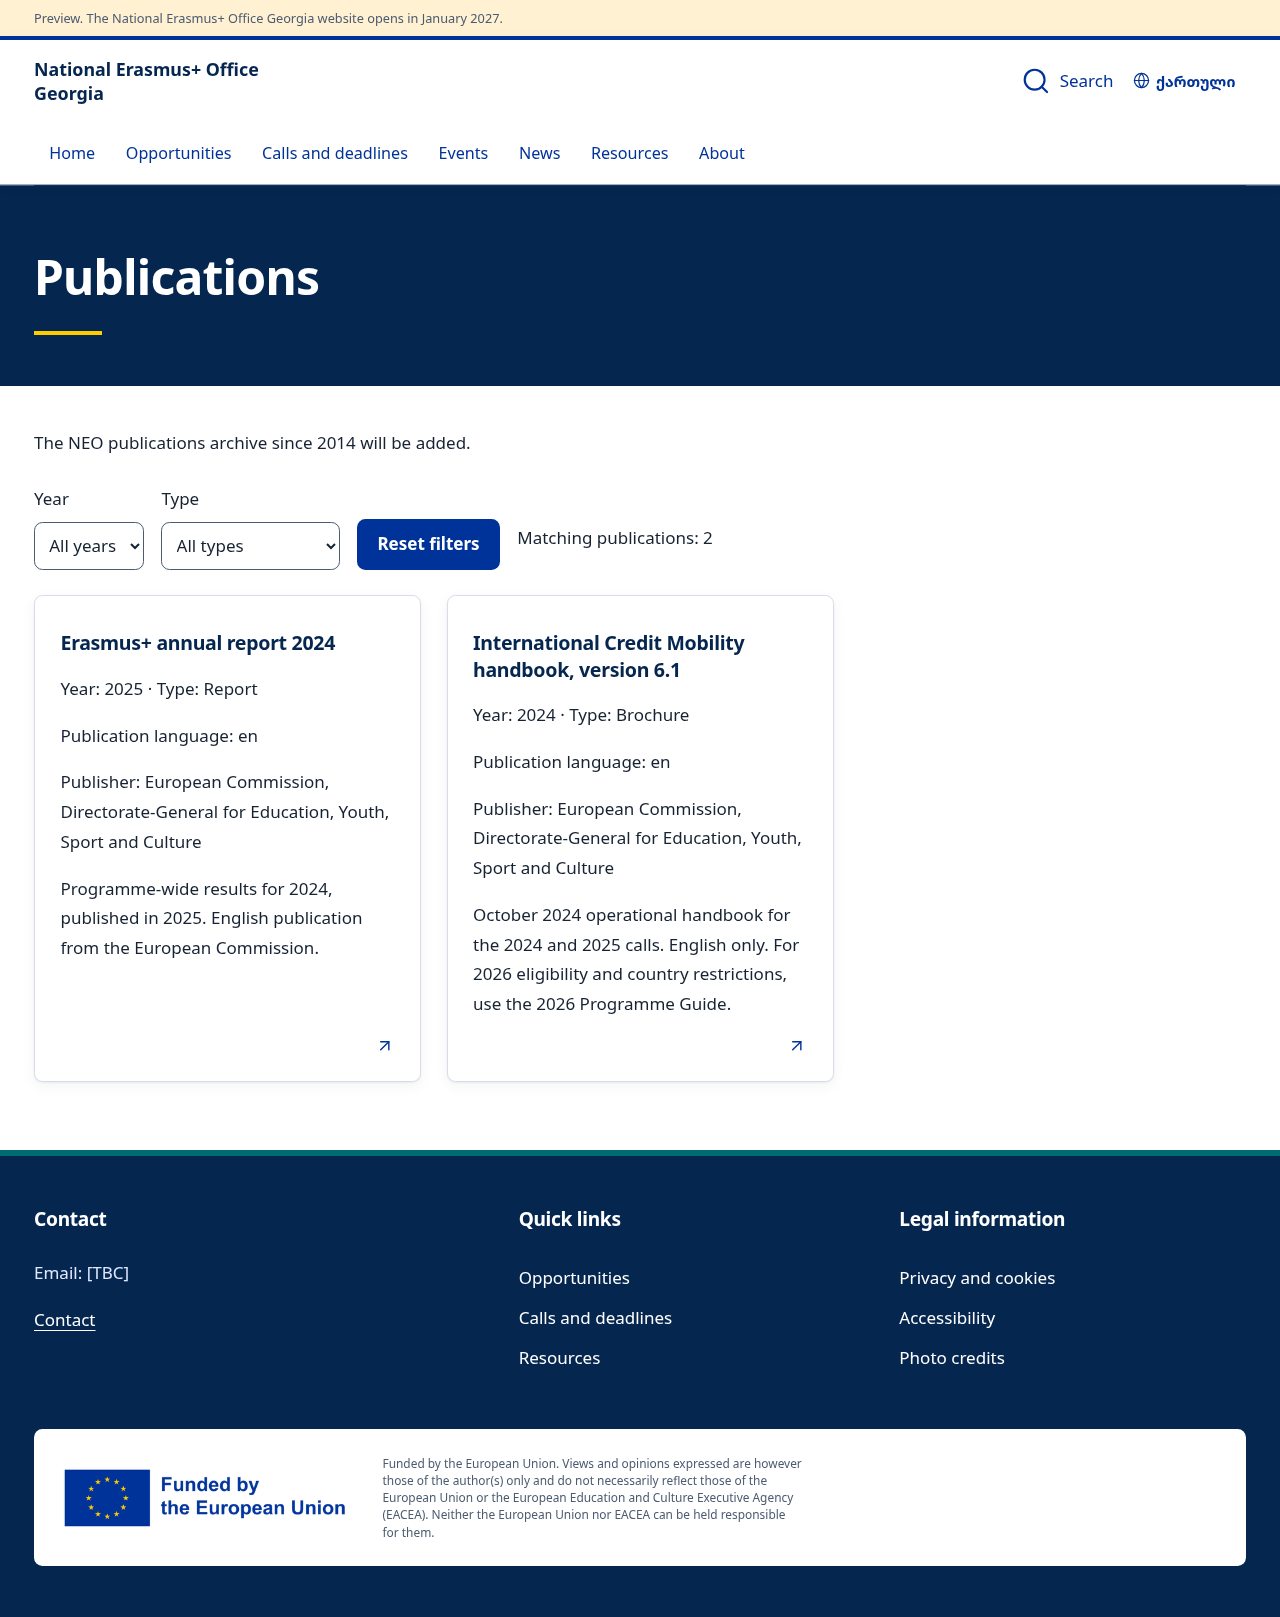 Preview. The National Erasmus+ Office Georgia website opens in January 2027.
National Erasmus+ Office
Georgia
Search
ქართული
Home
Opportunities
Calls and deadlines
Events
News
Resources
About
Publications
The NEO publications archive since 2014 will be added.
Year
Type
All years
All types
Reset filters
Matching publications: 2
Erasmus+ annual report 2024
Year: 2025 · Type: Report
Publication language: en
Publisher: European Commission,
Directorate-General for Education, Youth,
Sport and Culture
Programme-wide results for 2024,
published in 2025. English publication
from the European Commission.
International Credit Mobility
handbook, version 6.1
Year: 2024 · Type: Brochure
Publication language: en
Publisher: European Commission,
Directorate-General for Education, Youth,
Sport and Culture
October 2024 operational handbook for
the 2024 and 2025 calls. English only. For
2026 eligibility and country restrictions,
use the 2026 Programme Guide.
Contact
Email: [TBC]
Contact
Quick links
Opportunities
Calls and deadlines
Resources
Legal information
Privacy and cookies
Accessibility
Photo credits
Funded by
the European Union
Funded by the European Union. Views and opinions expressed are however
those of the author(s) only and do not necessarily reflect those of the
European Union or the European Education and Culture Executive Agency
(EACEA). Neither the European Union nor EACEA can be held responsible
for them.